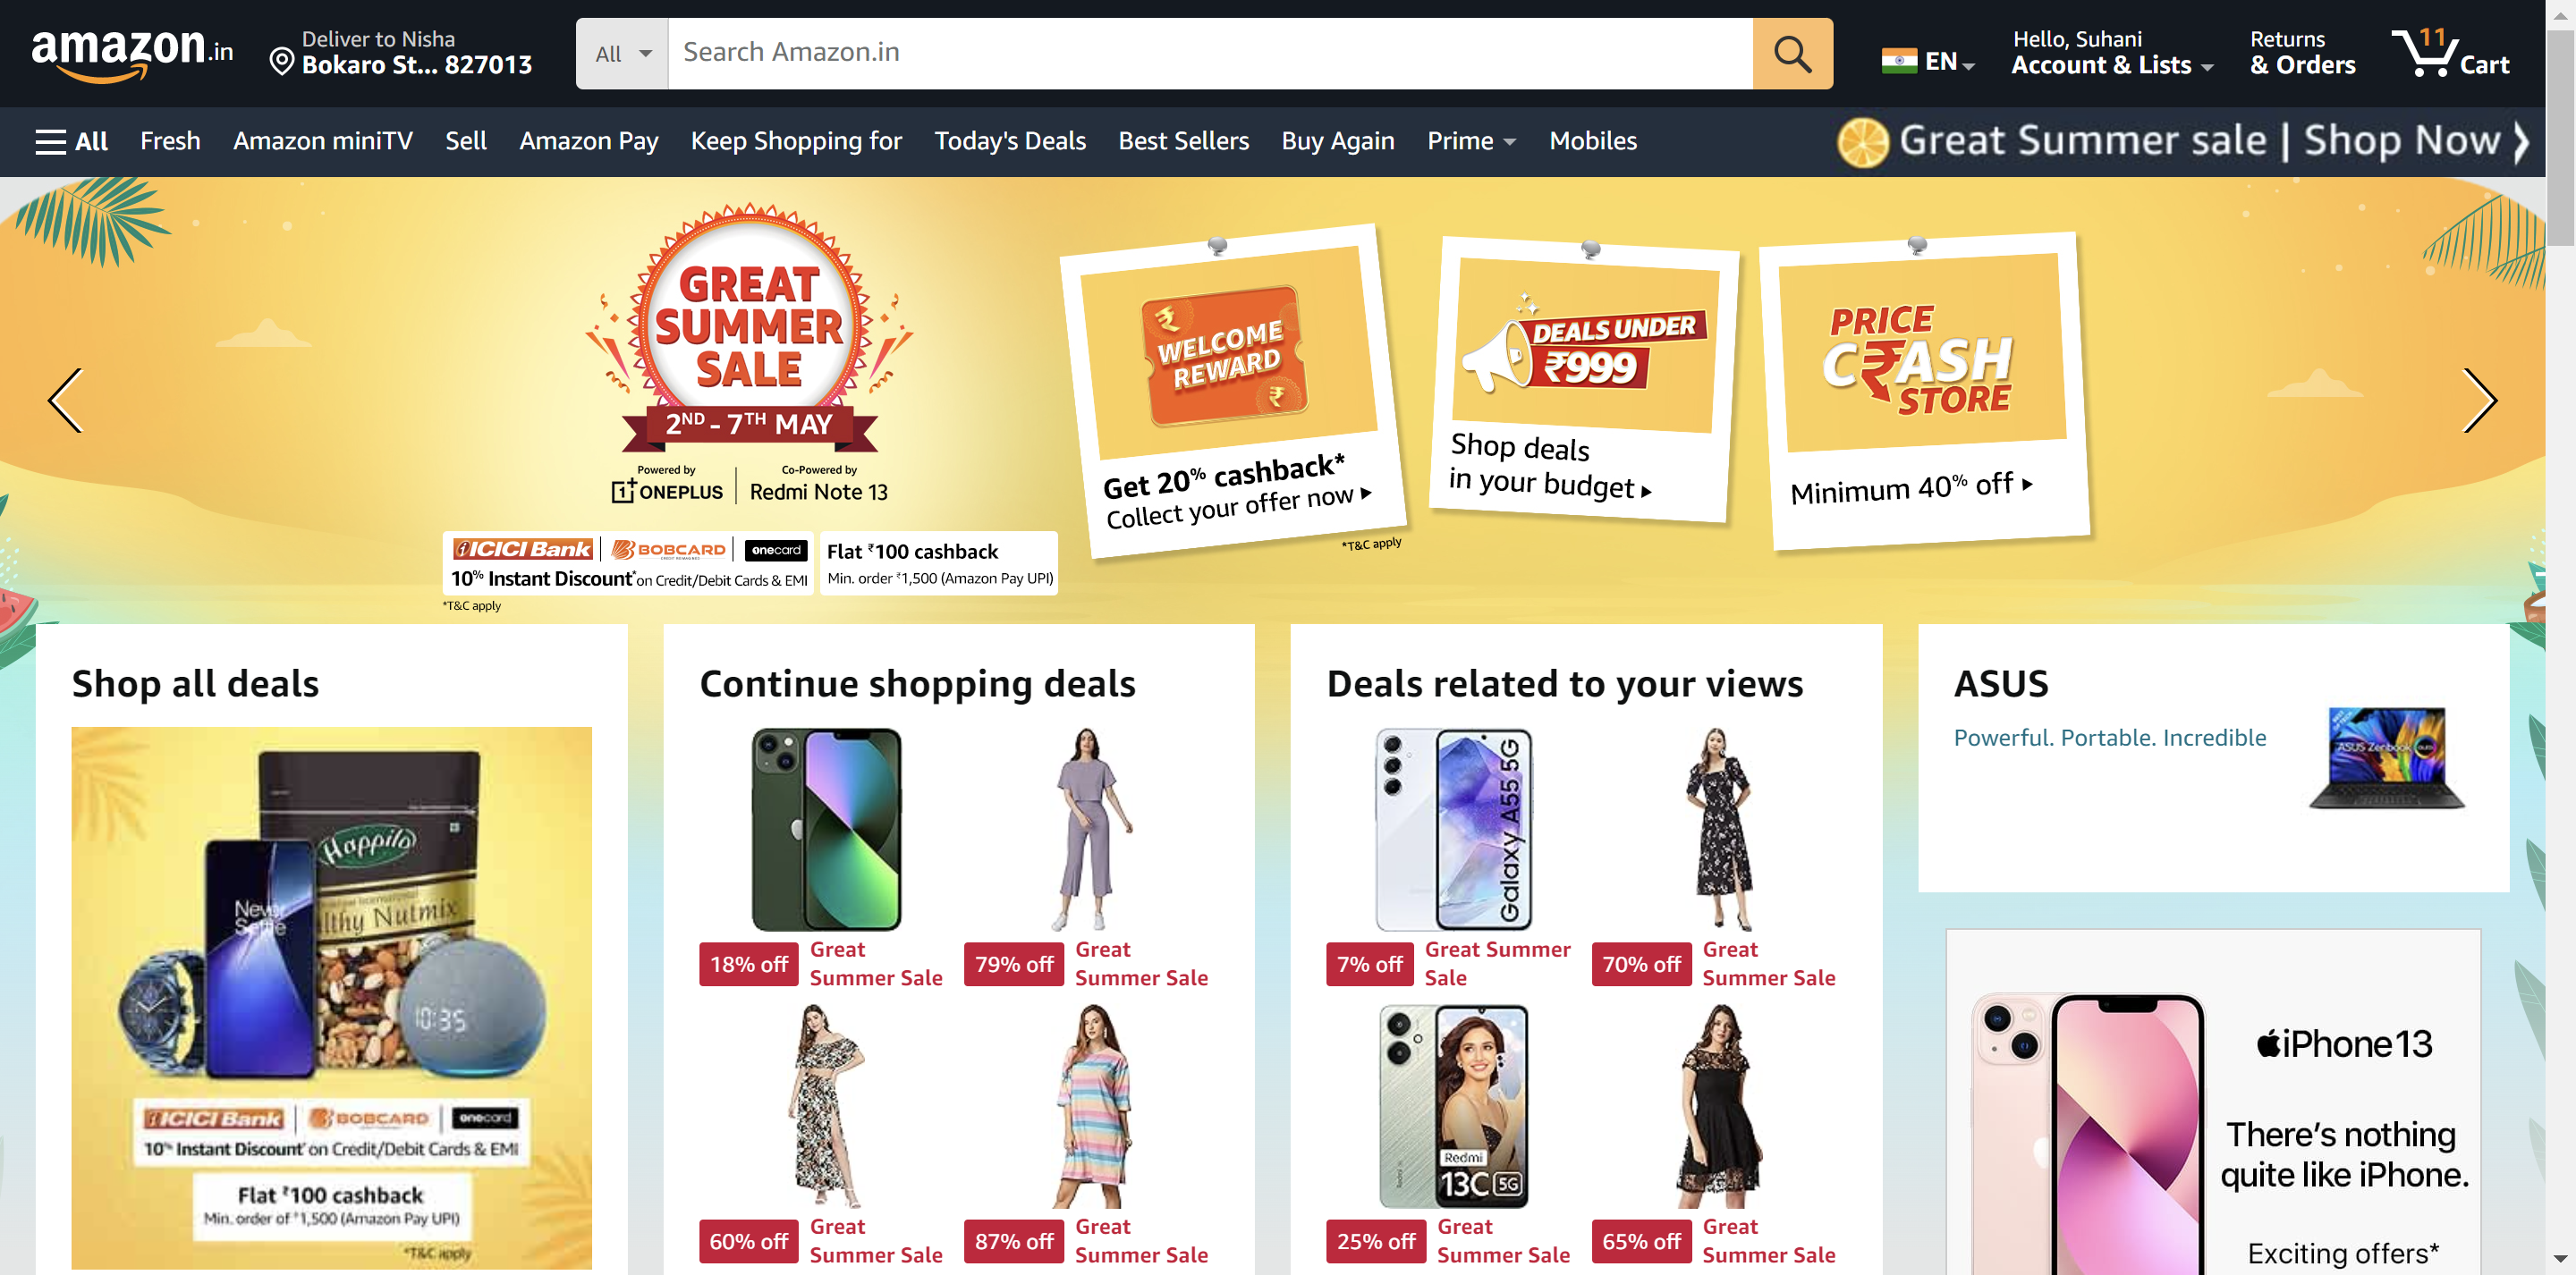 amazon.in
Deliver to Nisha
Bokaro St... 827013
All
Search Amazon.in
EN
Hello, Suhani
Account & Lists
Returns
& Orders
11
Cart
All
Fresh
Amazon miniTV
Sell
Amazon Pay
Keep Shopping for
Today's Deals
Best Sellers
Buy Again
Prime
Mobiles
Great Summer sale | Shop Now
GREAT
SUMMER
SALE
2ND - 7TH MAY
Powered by
ONEPLUS
Co-Powered by
Redmi Note 13
ICICI Bank
BOBCARD
onecard
10% Instant Discount* on Credit/Debit Cards & EMI
*T&C apply
Flat ₹100 cashback
Min. order ₹1,500 (Amazon Pay UPI)
WELCOME
REWARD
Get 20% cashback*
Collect your offer now
*T&C apply
DEALS UNDER
₹999
Shop deals
in your budget
PRICE
CRASH
STORE
Minimum 40% off
Shop all deals
Happilo
lthy Nutmix
Never
Settle
10:35
ICICI Bank
BOBCARD
onecard
10% Instant Discount* on Credit/Debit Cards & EMI
Flat ₹100 cashback
Min. order of ₹1,500 (Amazon Pay UPI)
*T&C apply
Continue shopping deals
18% off
Great
Summer Sale
79% off
Great
Summer Sale
60% off
Great
Summer Sale
87% off
Great
Summer Sale
Deals related to your views
Galaxy A55 5G
7% off
Great Summer
Sale
70% off
Great
Summer Sale
Redmi
13C 5G
25% off
Great
Summer Sale
65% off
Great
Summer Sale
ASUS
Powerful. Portable. Incredible
ASUS Zenbook
iPhone 13
There's nothing
quite like iPhone.
Exciting offers*